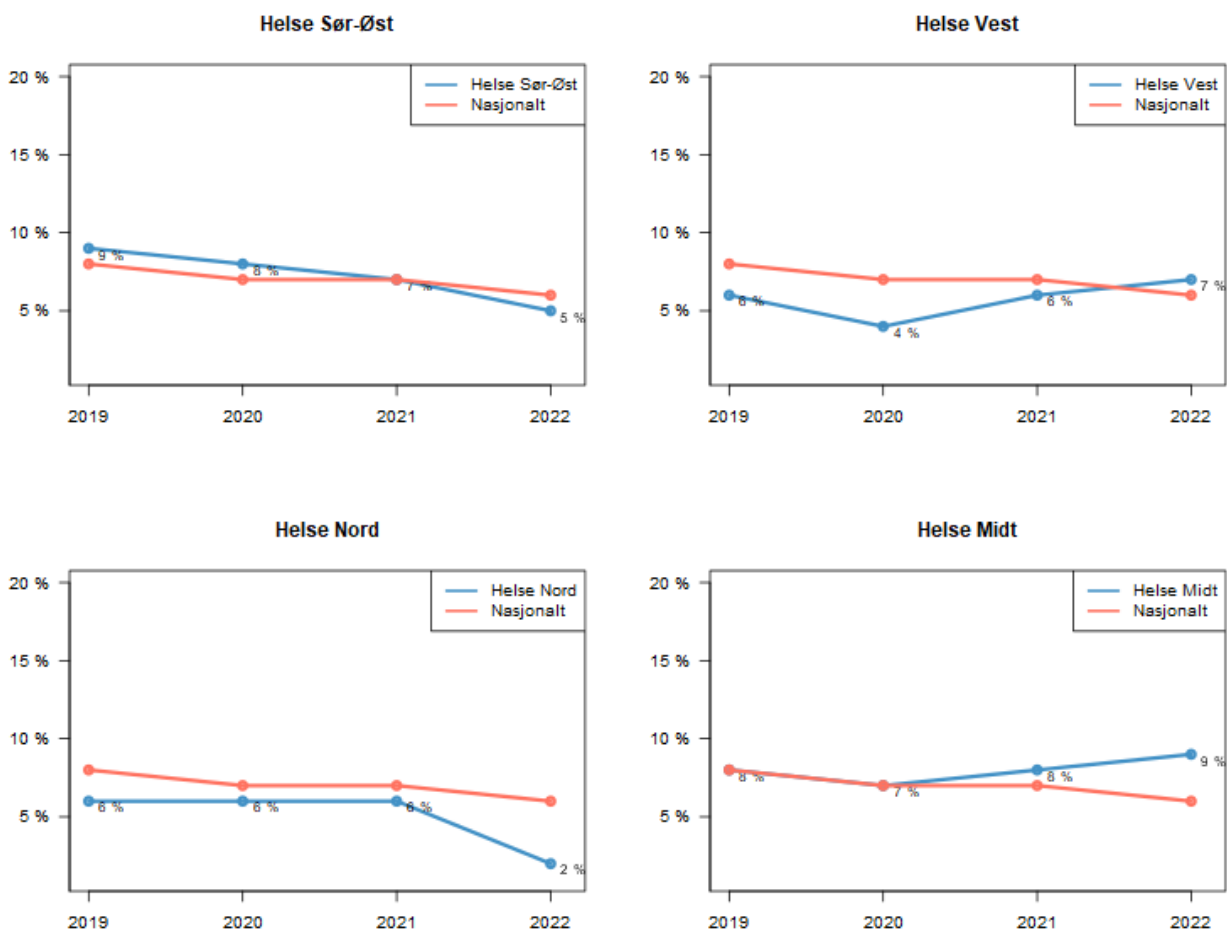 Helse Sør-Øst
20 %
15 %
10 %
5 %
Helse Sør-Øst
Nasjonalt
9 %
8 %
7 %
5 %
2019 2020 2021 2022
Helse Vest
20 %
15 %
10 %
5 %
Helse Vest
Nasjonalt
6 %
4 %
6 %
7 %
2019 2020 2021 2022
Helse Nord
20 %
15 %
10 %
5 %
Helse Nord
Nasjonalt
6 %
6 %
6 %
2 %
2019 2020 2021 2022
Helse Midt
20 %
15 %
10 %
5 %
Helse Midt
Nasjonalt
8 %
7 %
8 %
9 %
2019 2020 2021 2022